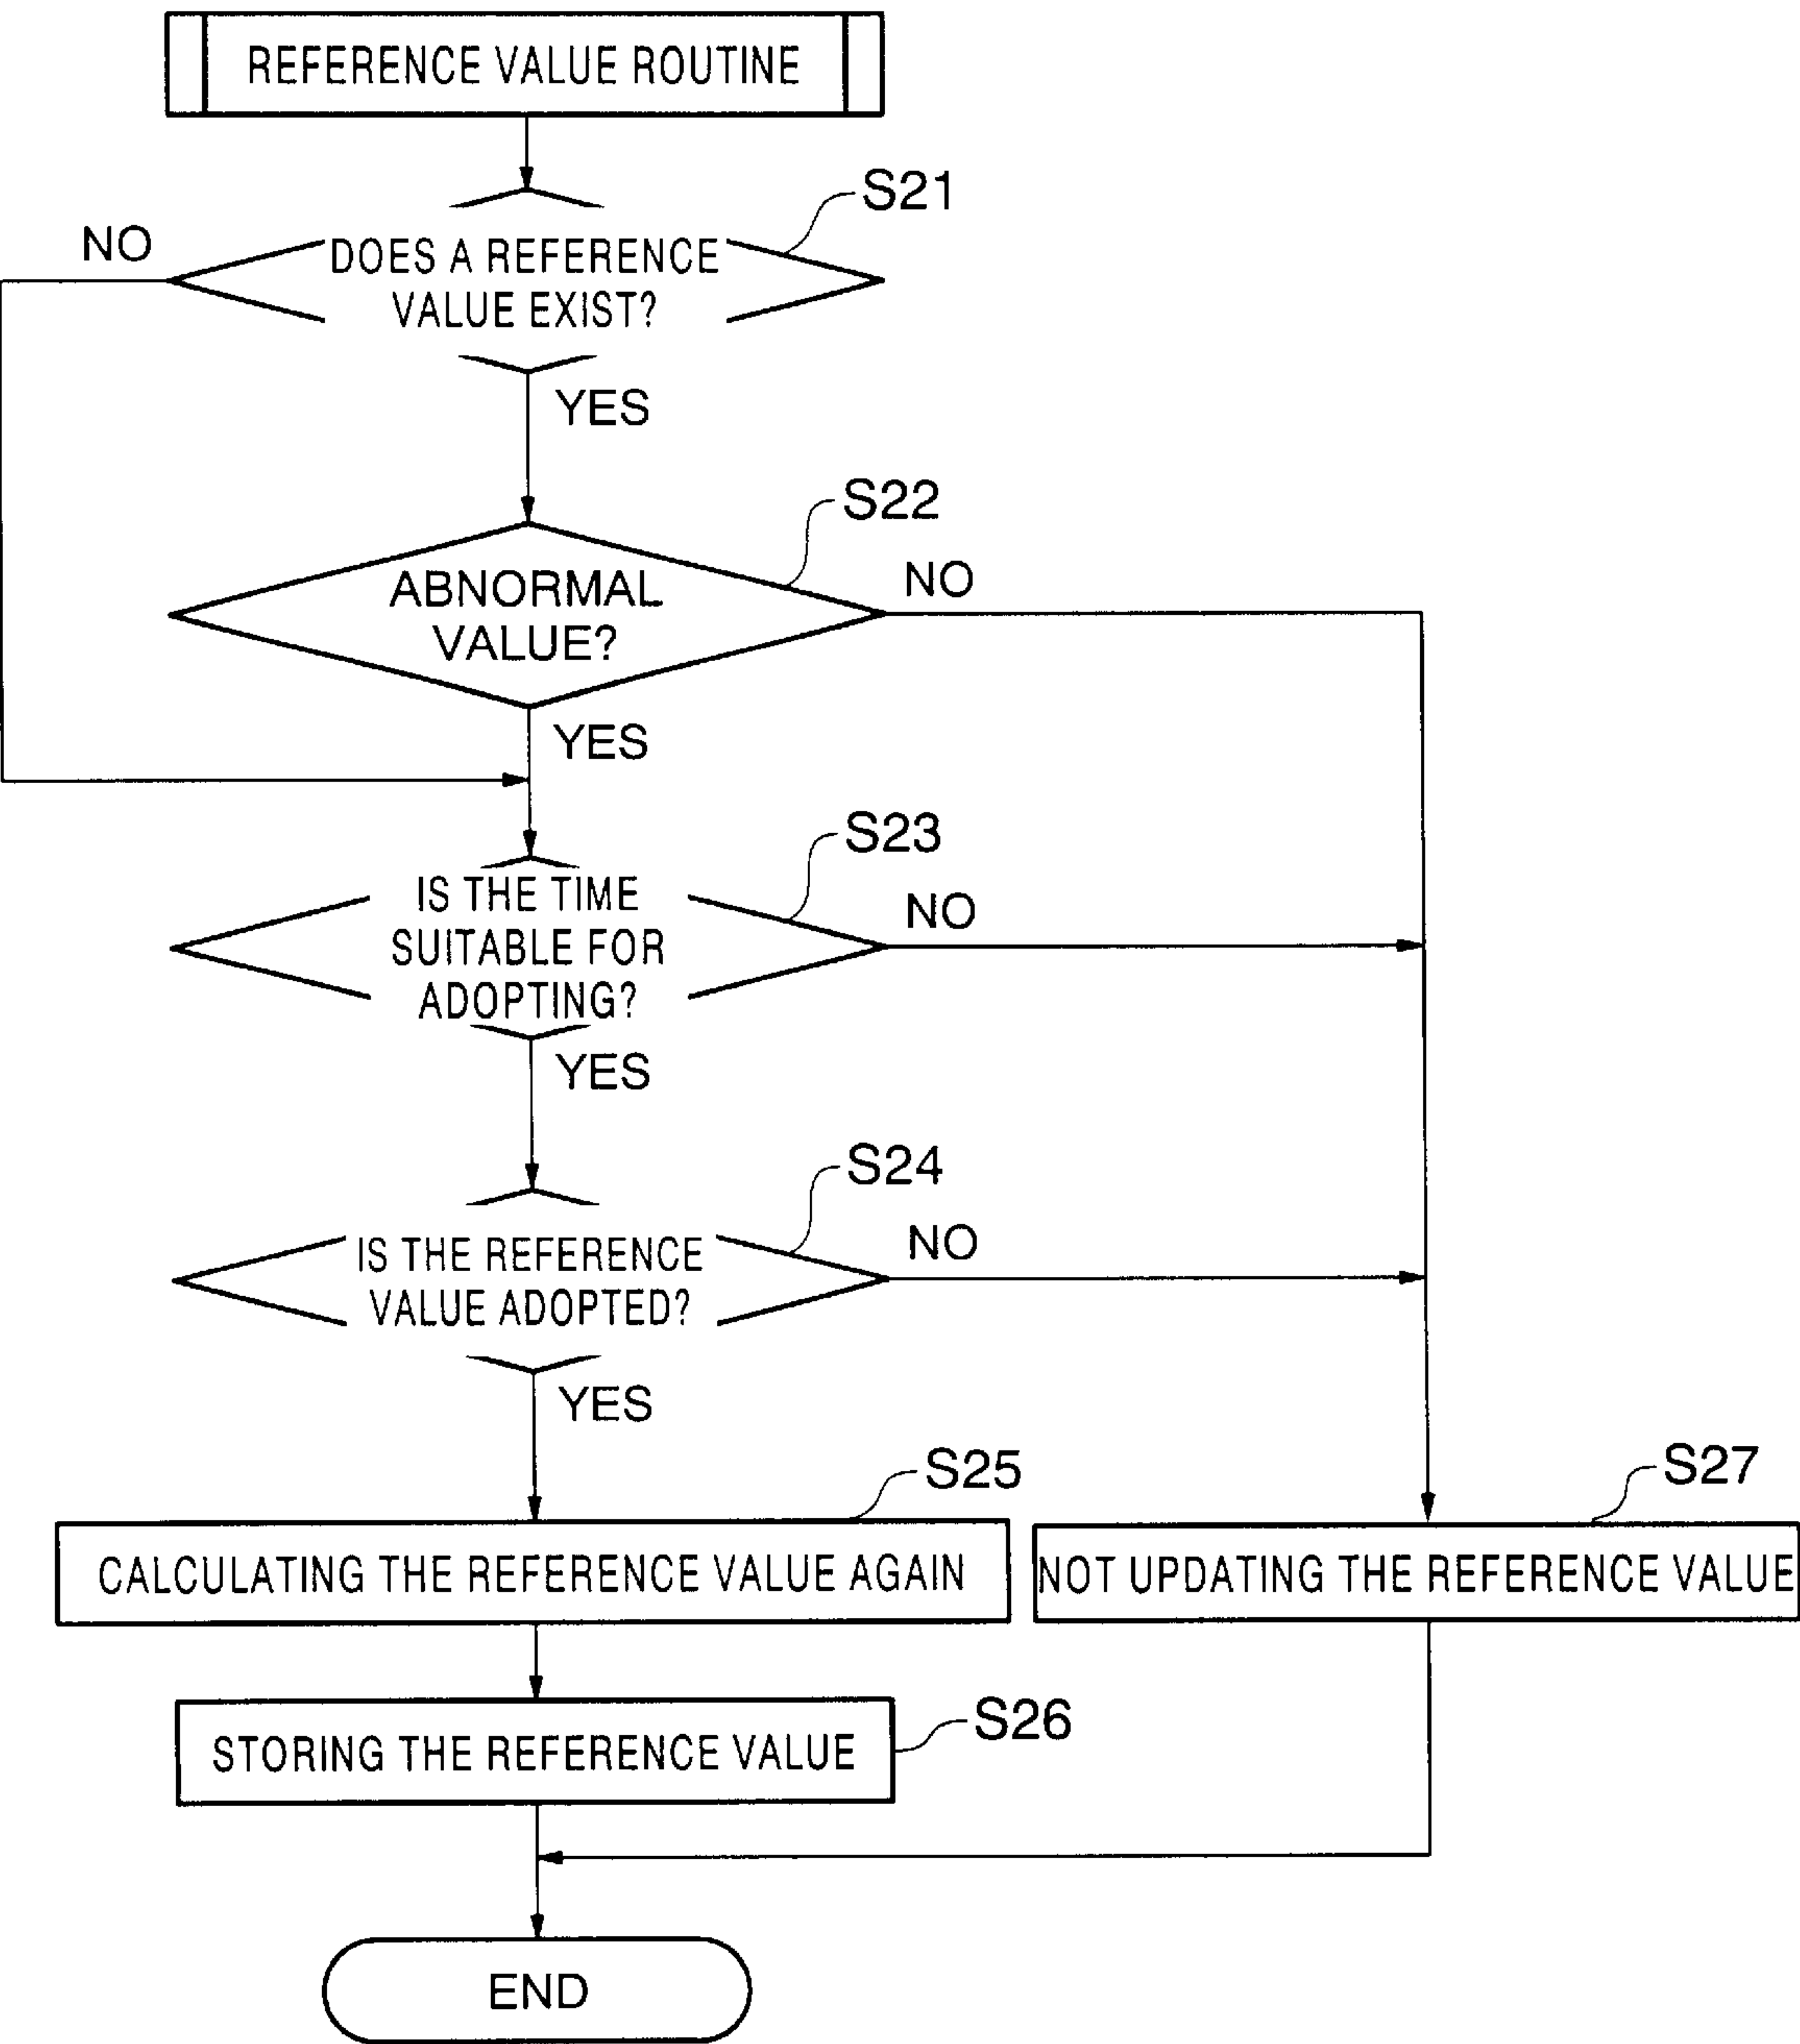 REFERENCE VALUE ROUTINE
S21
NO
DOES A REFERENCE
VALUE EXIST?
YES
S22
ABNORMAL
VALUE?
NO
YES
S23
IS THE TIME
SUITABLE FOR
ADOPTING?
NO
YES
S24
IS THE REFERENCE
VALUE ADOPTED?
NO
YES
S25
CALCULATING THE REFERENCE VALUE AGAIN
S27
NOT UPDATING THE REFERENCE VALUE
S26
STORING THE REFERENCE VALUE
END